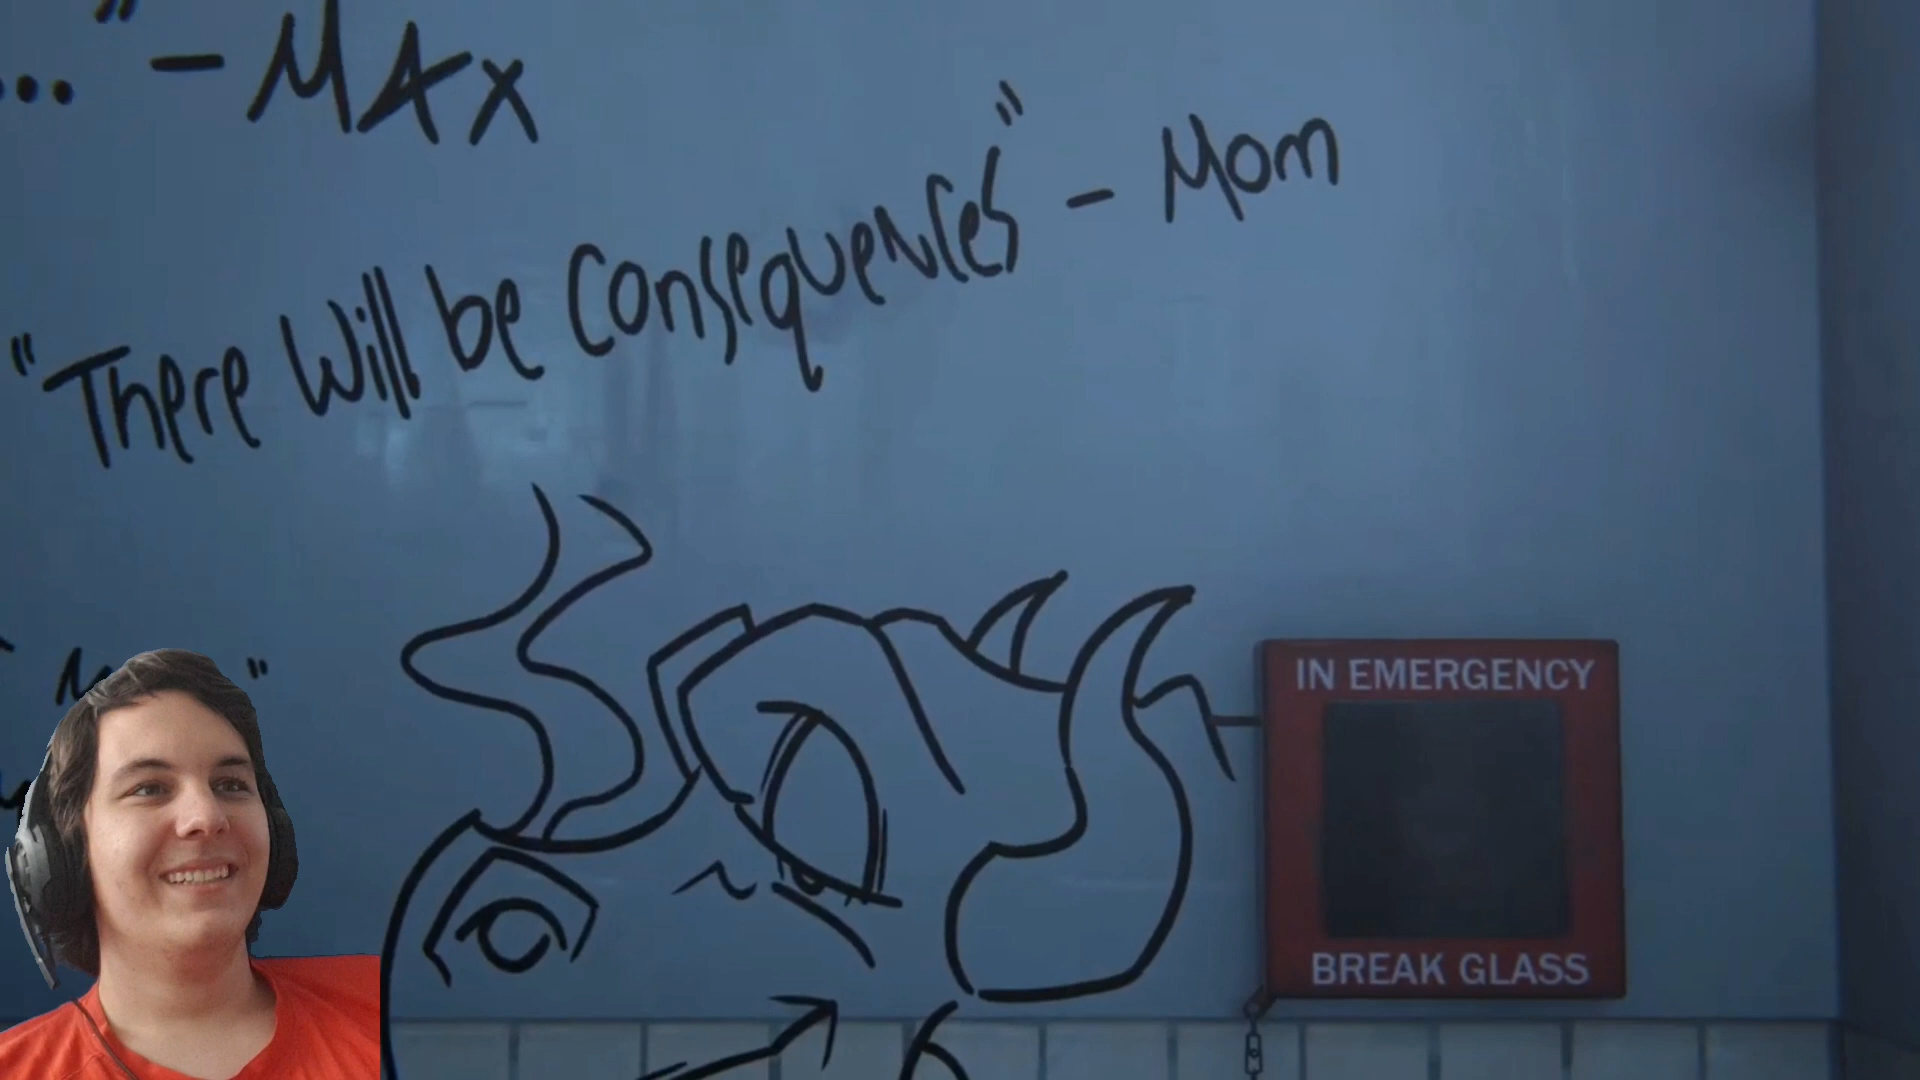 ..." - MAX
"There Will be Consequences" - Mom
IN EMERGENCY
BREAK GLASS